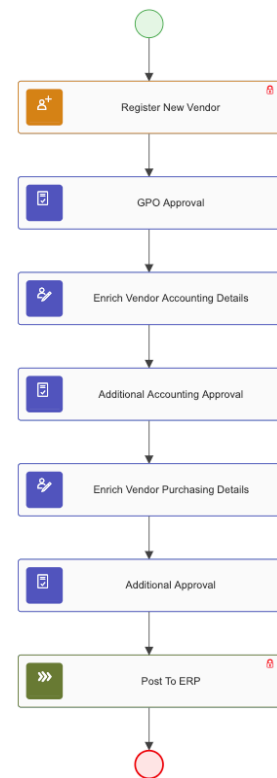 Register New Vendor
GPO Approval
Enrich Vendor Accounting Details
Additional Accounting Approval
Enrich Vendor Purchasing Details
Additional Approval
Post To ERP